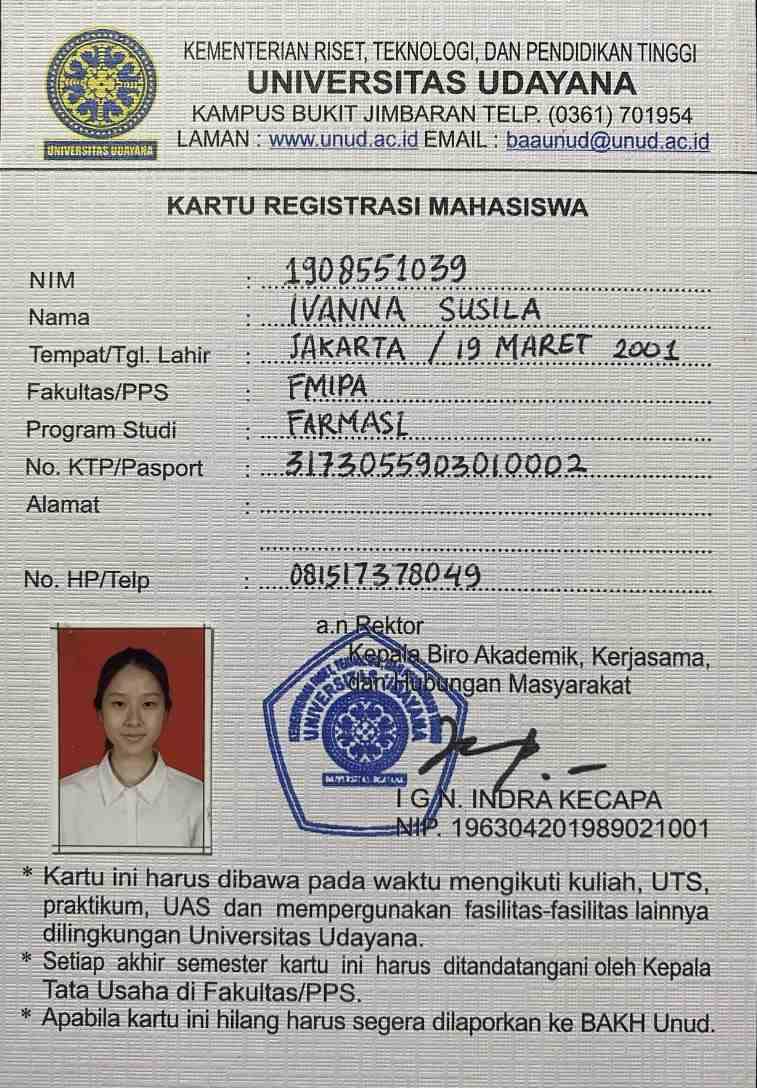 KEMENTERIAN RISET, TEKNOLOGI, DAN PENDIDIKAN TINGGI
UNIVERSITAS UDAYANA
KAMPUS BUKIT JIMBARAN TELP. (0361) 701954
LAMAN : www.unud.ac.id EMAIL : baaunud@unud.ac.id
UNIVERSITAS UDAYANA
KARTU REGISTRASI MAHASISWA
NIM : 1908551039
Nama : IVANNA SUSILA
Tempat/Tgl. Lahir : JAKARTA / 19 MARET 2001
Fakultas/PPS : FMIPA
Program Studi : FARMASI
No. KTP/Pasport : 3173055903010002
Alamat :
No. HP/Telp : 081517378049
a.n Rektor
Kepala Biro Akademik, Kerjasama,
dan Hubungan Masyarakat
UNIVERSITAS UDAYANA
I G.N. INDRA KECAPA
NIP. 196304201989021001
* Kartu ini harus dibawa pada waktu mengikuti kuliah, UTS,
praktikum, UAS dan mempergunakan fasilitas-fasilitas lainnya
dilingkungan Universitas Udayana.
* Setiap akhir semester kartu ini harus ditandatangani oleh Kepala
Tata Usaha di Fakultas/PPS.
* Apabila kartu ini hilang harus segera dilaporkan ke BAKH Unud.